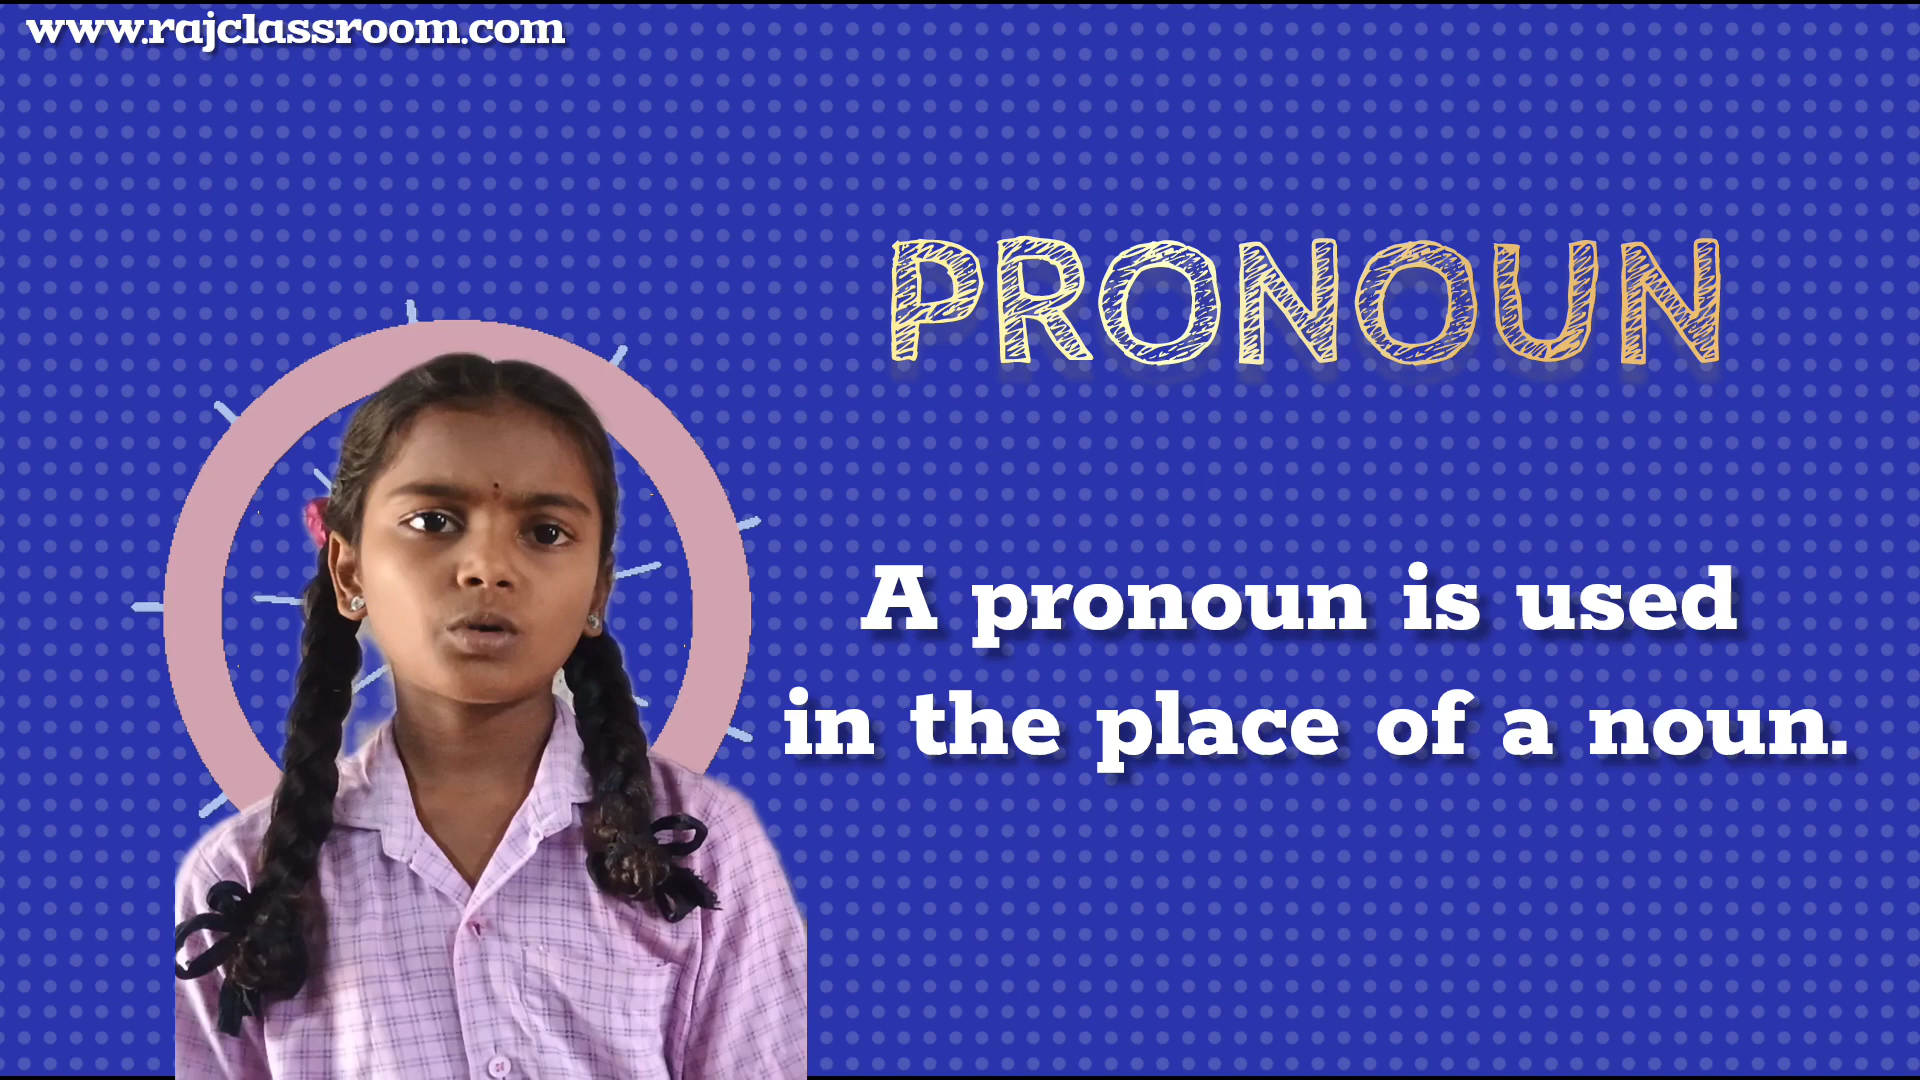 www.rajclassroom.com
PRONOUN
A pronoun is used
in the place of a noun.